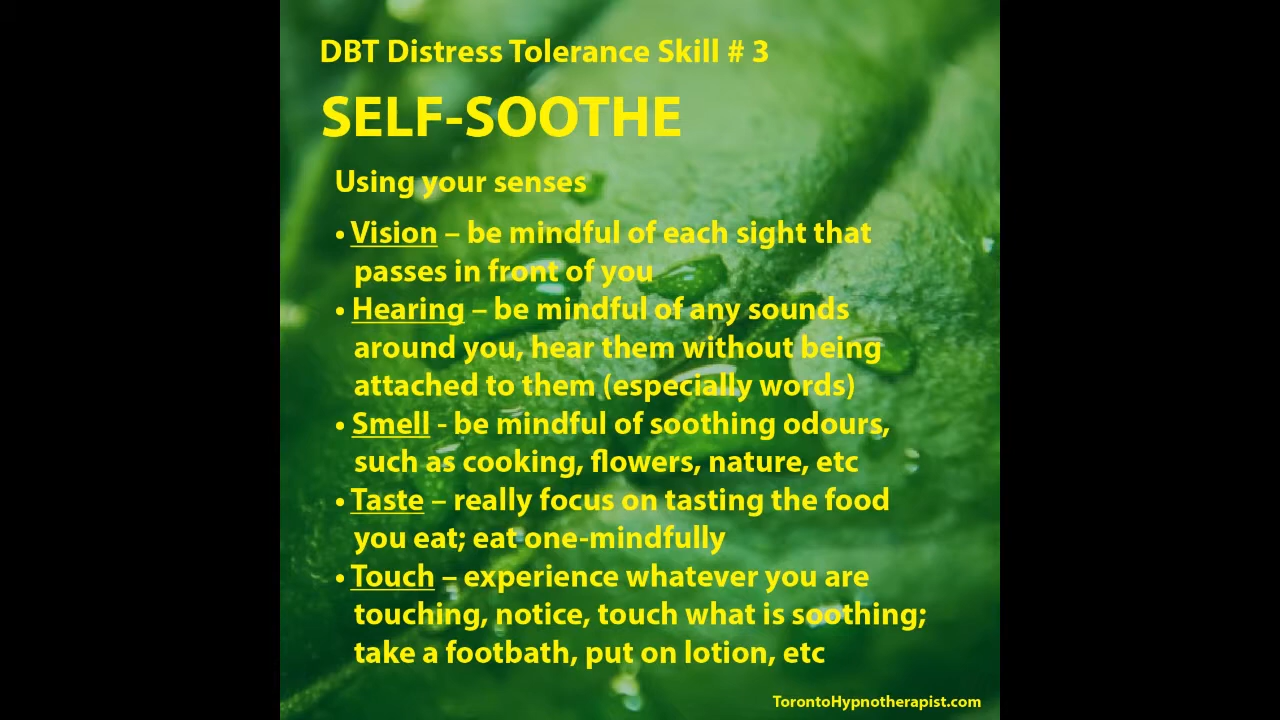 DBT Distress Tolerance Skill # 3
SELF-SOOTHE
Using your senses
• Vision – be mindful of each sight that
passes in front of you
• Hearing – be mindful of any sounds
around you, hear them without being
attached to them (especially words)
• Smell - be mindful of soothing odours,
such as cooking, flowers, nature, etc
• Taste – really focus on tasting the food
you eat; eat one-mindfully
• Touch – experience whatever you are
touching, notice, touch what is soothing;
take a footbath, put on lotion, etc
TorontoHypnotherapist.com